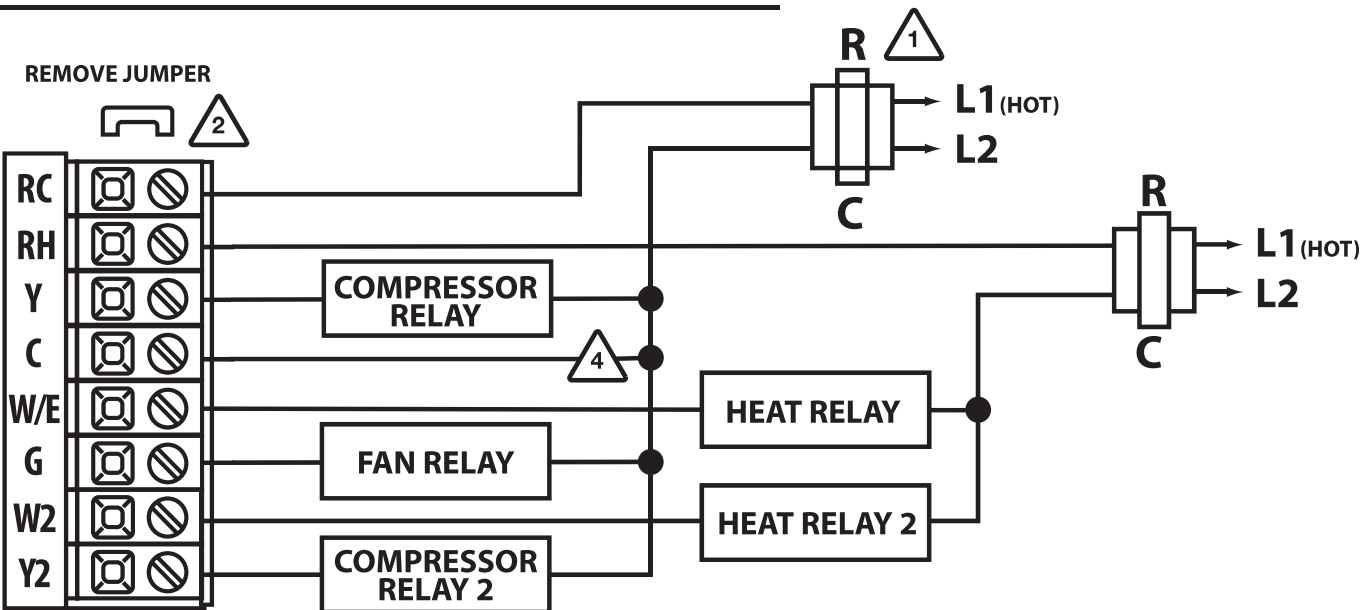 REMOVE JUMPER
2
R
1
L1 (HOT)
L2
C
R
L1 (HOT)
L2
C
RC
RH
Y
COMPRESSOR
RELAY
C
4
W/E
HEAT RELAY
G
FAN RELAY
W2
HEAT RELAY 2
Y2
COMPRESSOR
RELAY 2